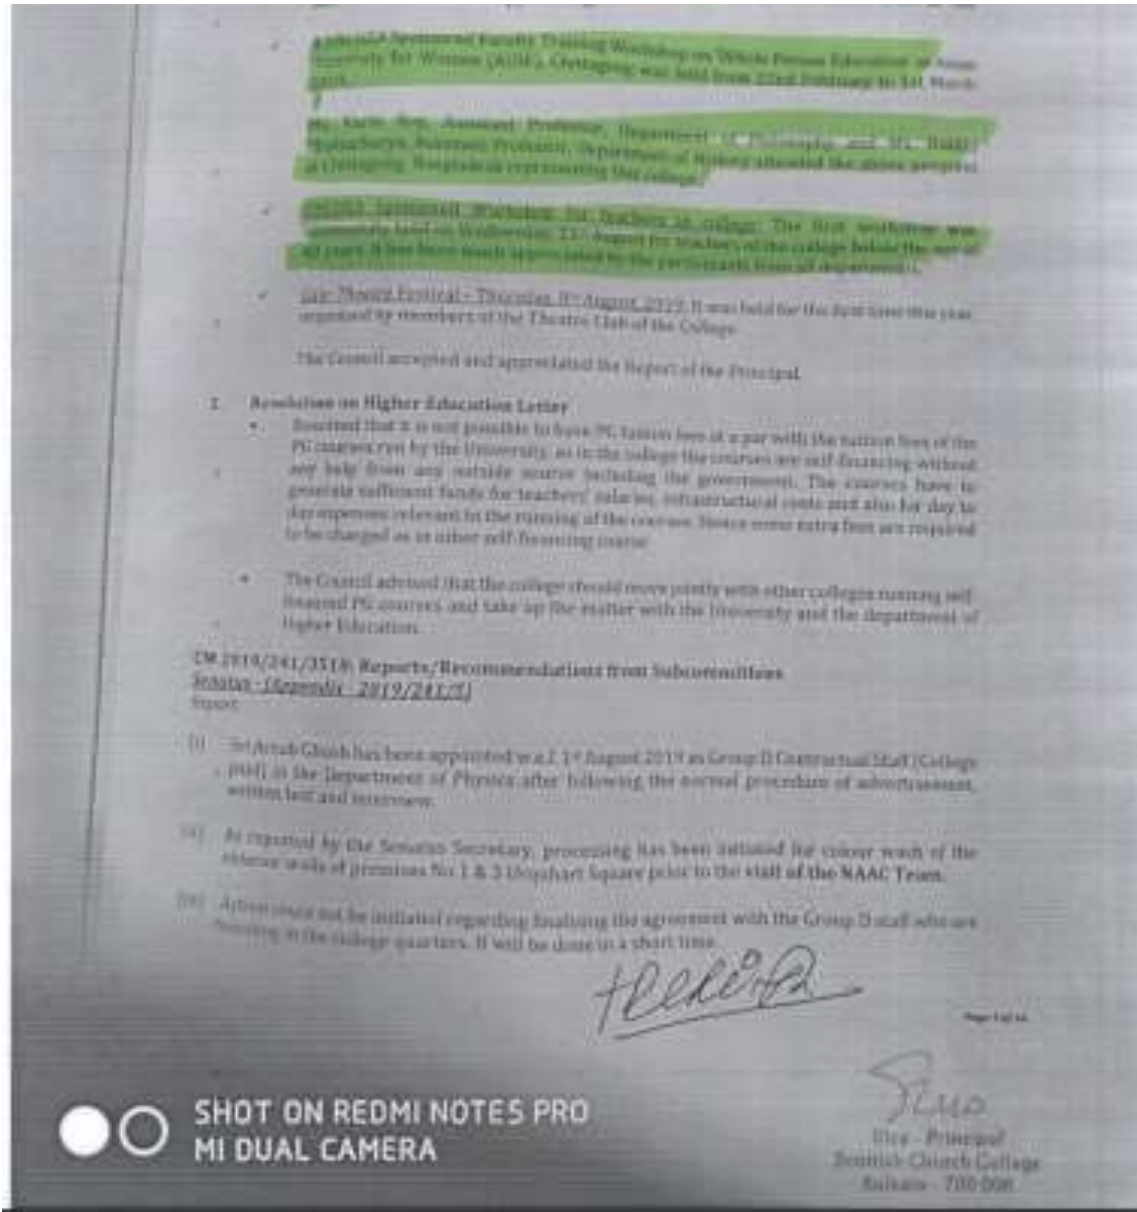 Sponsored Faculty Training Workshop on 'Whole Person Education' at Asian
University for Women (AUW), Chittagong was held from 22nd February to 1st March
2019.
Roy, Assistant Professor, Department of Philosophy and Ms.
Bhattacharya, Assistant Professor, Department of History attended the above program
at Chittagong, Bangladesh representing the college.
Sponsored Workshop for Teachers in college: The first workshop was
held on Wednesday, 21st August for teachers of the college below the age of
40 years. It has been much appreciated by the participants from all departments.
Theatre Festival - Thursday, 8th August, 2019: It was held for the first time this year,
organised by members of the Theatre Club of the College.
The Council accepted and appreciated the Report of the Principal.
Resolution on Higher Education Letter
• Resolved that it is not possible to have PG tuition fees at a par with the tuition fees of the
PG courses run by the University, as in the college the courses are self-financing without
any help from any outside source including the government. The courses have to
generate sufficient funds for teachers' salaries, infrastructural costs and also for day to
day expenses relevant to the running of the courses. Hence some extra fees are required
to be charged as in other self-financing course
• The Council advised that the college should move jointly with other colleges running self
financed PG courses and take up the matter with the University and the department of
Higher Education.
CM 2019/241/3518: Reports/Recommendations from Subcommittees
Senatus - (Appendix - 2019/241/5)
(i) Sri Arnab Ghosh has been appointed w.e.f. 1st August 2019 as Group D Contractual Staff (College
paid) in the Department of Physics after following the normal procedure of advertisement,
written test and interview.
(ii) As reported by the Senatus Secretary, processing has been initiated for colour wash of the
exterior walls of premises No 1 & 3 Urquhart Square prior to the visit of the NAAC Team.
(iii) Action could not be initiated regarding finalising the agreement with the Group D staff who are
in the college quarters. It will be done in a short time.
SHOT ON REDMI NOTE5 PRO
MI DUAL CAMERA
Vice - Principal
Scottish Church College
Kolkata - 700 006